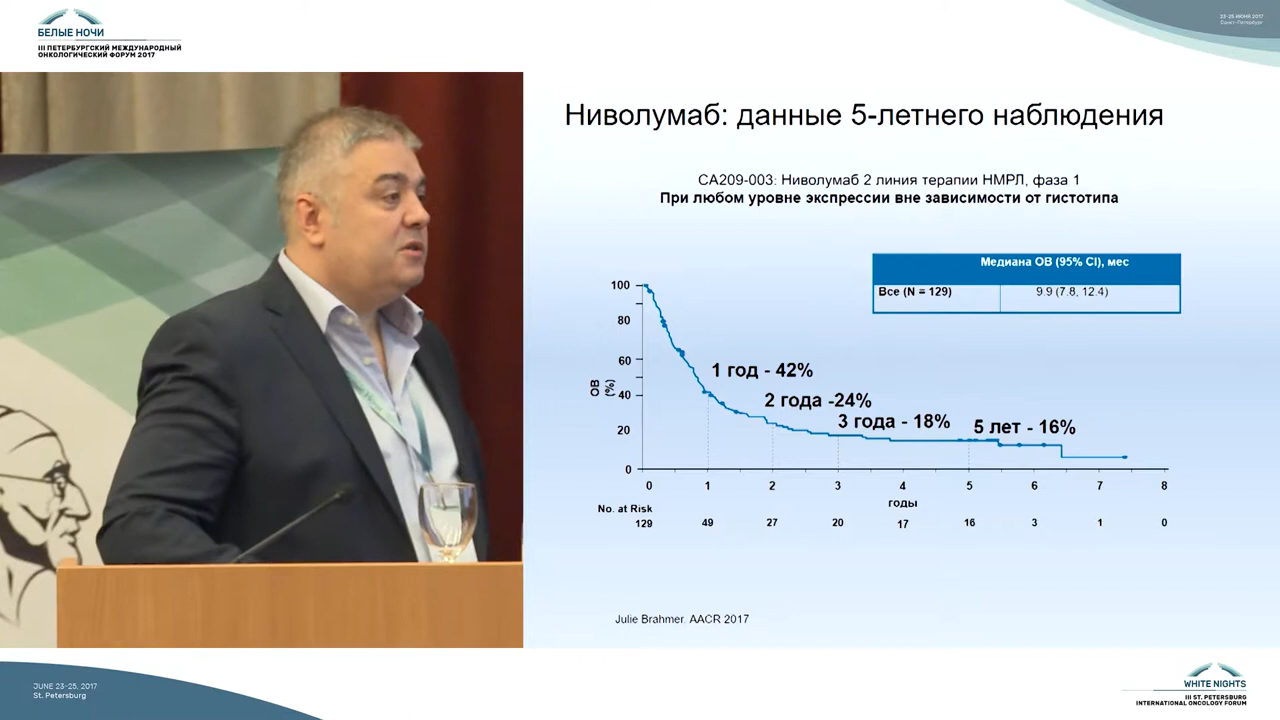 БЕЛЫЕ НОЧИ
III ПЕТЕРБУРГСКИЙ МЕЖДУНАРОДНЫЙ
ОНКОЛОГИЧЕСКИЙ ФОРУМ 2017
23-25 ИЮНЯ 2017
Санкт-Петербург
Ниволумаб: данные 5-летнего наблюдения
CA209-003: Ниволумаб 2 линия терапии НМРЛ, фаза 1
При любом уровне экспрессии вне зависимости от гистотипа
Медиана ОВ (95% CI), мес
Все (N = 129) 9.9 (7.8, 12.4)
ОВ
(%)
100
80
60
40
20
0
1 год - 42%
2 года -24%
3 года - 18%
5 лет - 16%
0 1 2 3 4 5 6 7 8
годы
No. at Risk
129 49 27 20 17 16 3 1 0
Julie Brahmer. AACR 2017
JUNE 23-25, 2017
St. Petersburg
WHITE NIGHTS
III ST. PETERSBURG
INTERNATIONAL ONCOLOGY FORUM